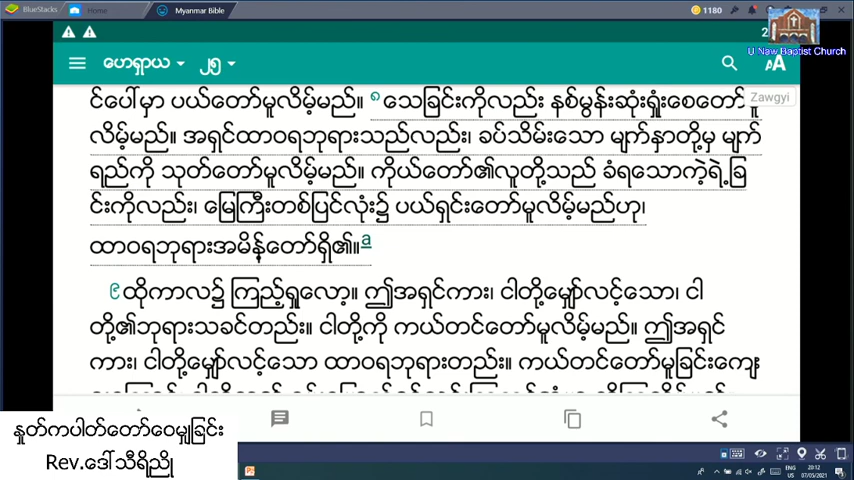 BlueStacks
Home
Myanmar Bible
1180
U Naw Baptist Church
ဟေရှာယ ၂၅
AA
Zawgyi
င်ပေါ်မှာ ပယ်တော်မူလိမ့်မည်။ ၈ သေခြင်းကိုလည်း နစ်မွန်းဆုံးရှုံးစေတော်မူ
လိမ့်မည်။ အရှင်ထာဝရဘုရားသည်လည်း၊ ခပ်သိမ်းသော မျက်နှာတို့မှ မျက်
ရည်ကို သုတ်တော်မူလိမ့်မည်။ ကိုယ်တော်၏လူတို့သည် ခံရသောကဲ့ရဲ့ခြ
င်းကိုလည်း၊ မြေကြီးတစ်ပြင်လုံး၌ ပယ်ရှင်းတော်မူလိမ့်မည်ဟု၊
ထာဝရဘုရားအမိန့်တော်ရှိ၏။ a
၉ ထိုကာလ၌ ကြည့်ရှုလော့။ ဤအရှင်ကား၊ ငါတို့မျှော်လင့်သော၊ ငါ
တို့၏ဘုရားသခင်တည်း။ ငါတို့ကို ကယ်တင်တော်မူလိမ့်မည်။ ဤအရှင်
ကား၊ ငါတို့မျှော်လင့်သော ထာဝရဘုရားတည်း။ ကယ်တင်တော်မူခြင်းကျေး
နှုတ်ကပါတ်တော်ဝေမျှခြင်း
Rev.ဒေါ်သီရိညို
ENG
US
20:12
07/05/2021